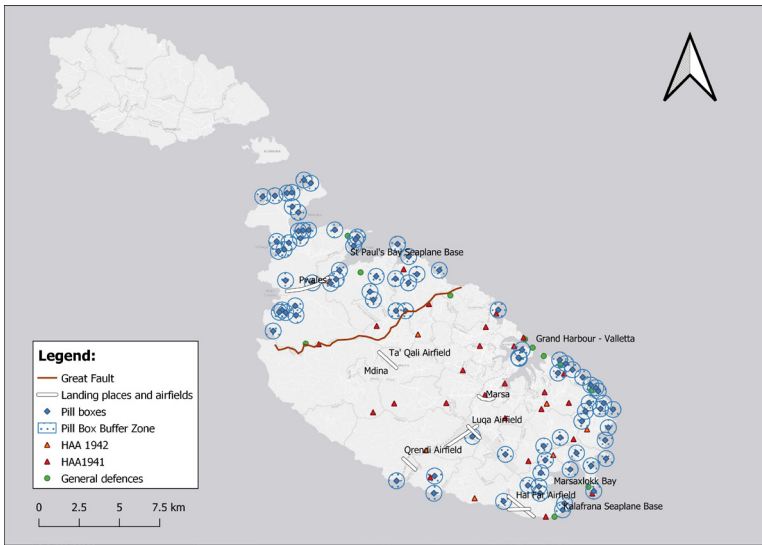 St Paul's Bay Seaplane Base
Pwales
Grand Harbour - Valletta
Ta' Qali Airfield
Mdina
Marsa
Luqa Airfield
Qrendi Airfield
Marsaxlokk Bay
Hal Far Airfield
Kalafrana Seaplane Base
Legend:
Great Fault
Landing places and airfields
Pill boxes
Pill Box Buffer Zone
HAA 1942
HAA1941
General defences
0 2.5 5 7.5 km